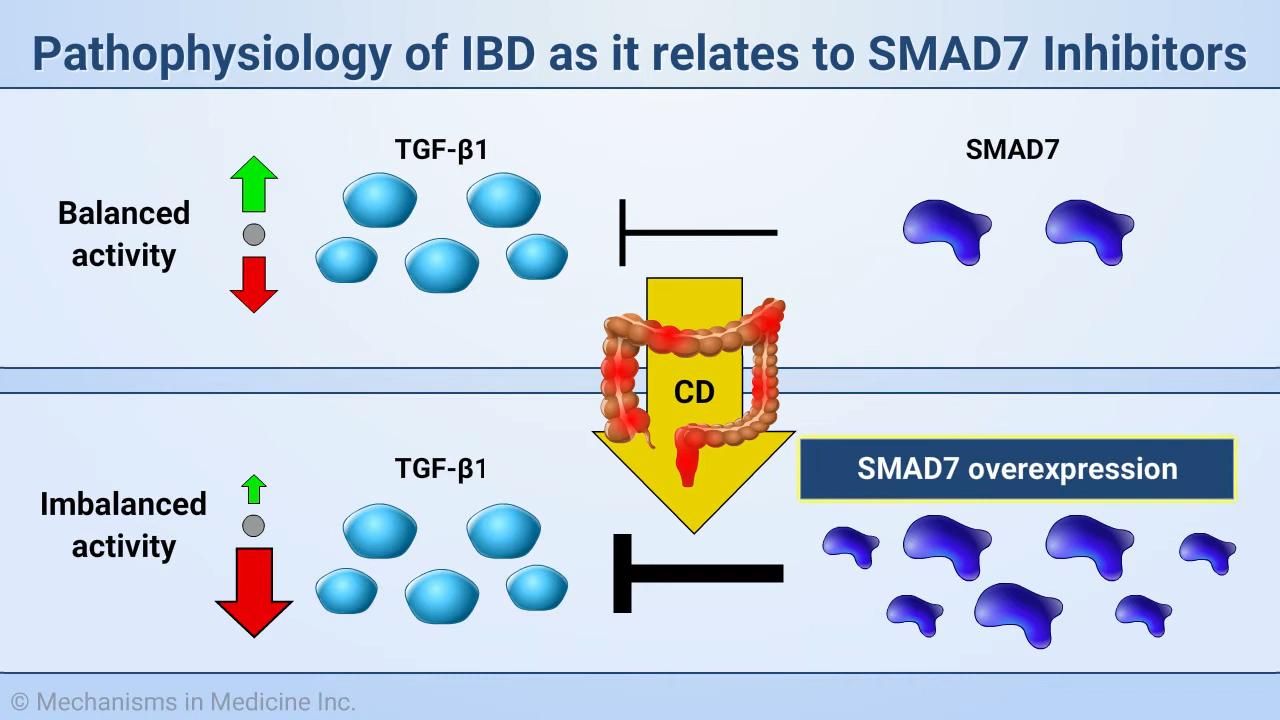 Pathophysiology of IBD as it relates to SMAD7 Inhibitors
TGF-β1
SMAD7
Balanced
activity
CD
TGF-β1
SMAD7 overexpression
Imbalanced
activity
© Mechanisms in Medicine Inc.